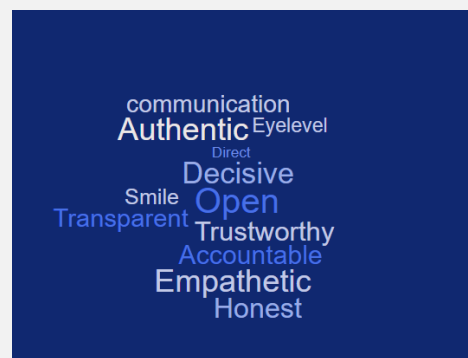 communication
Authentic Eyelevel
Direct
Decisive
Smile Open
Transparent
Trustworthy
Accountable
Empathetic
Honest